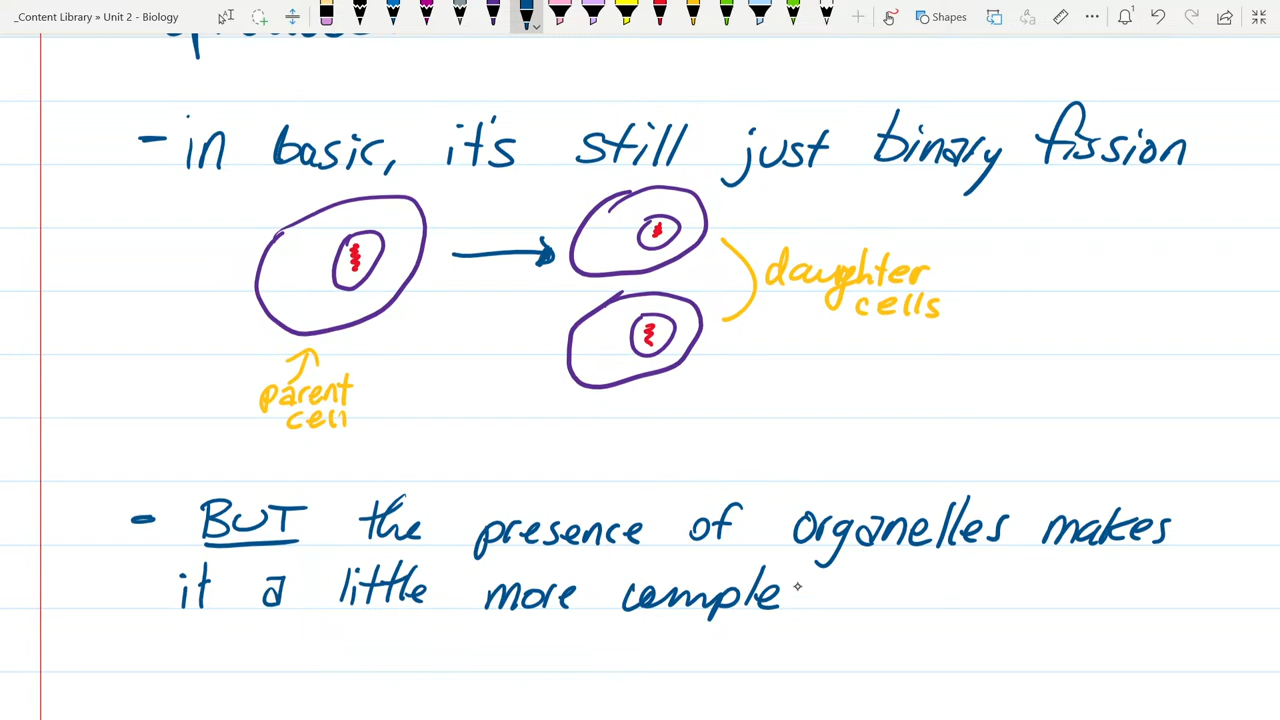 _Content Library » Unit 2 - Biology
Shapes
- in basic, it's still just binary fission
daughter
cells
parent
cell
- BUT the presence of organelles makes
it a little more comple